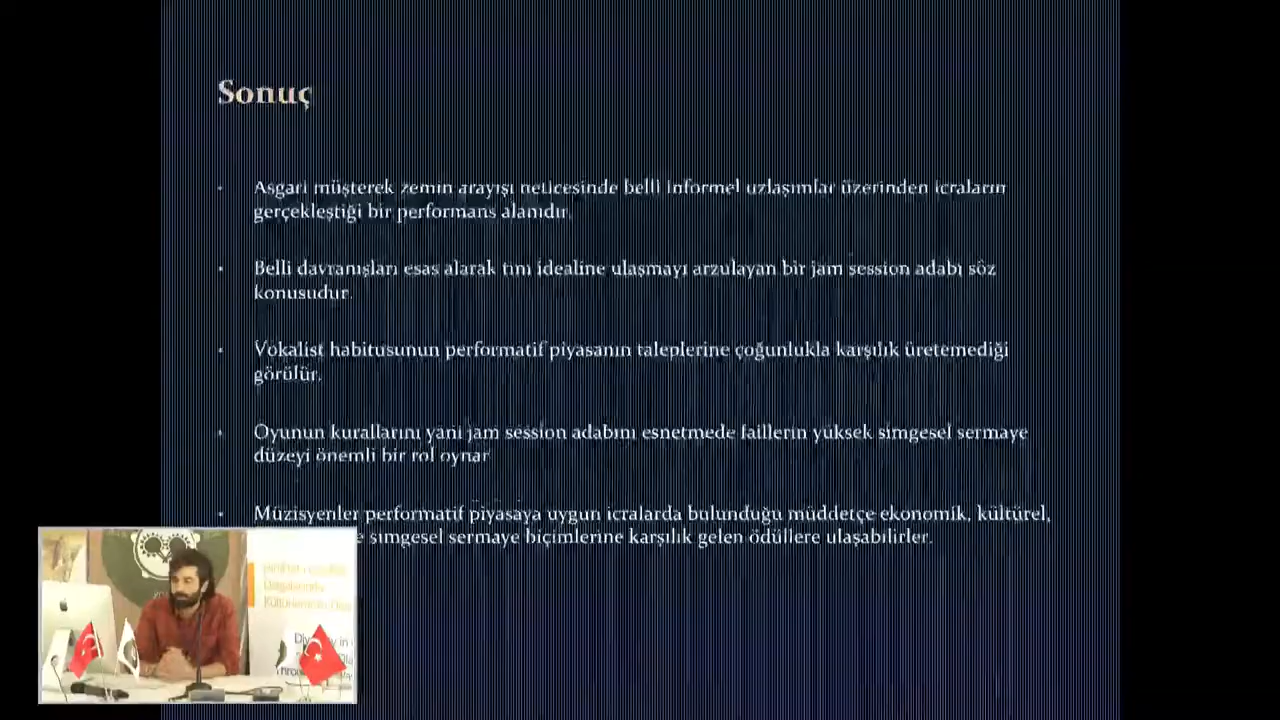 Sonuç
Asgari müşterek zemin arayışı neticesinde belli informel uzlaşımlar üzerinden icraların
gerçekleştiği bir performans alanıdır.
Belli davranışları esas alarak tını idealine ulaşmayı arzulayan bir jam session adabı söz
konusudur.
Vokalist habitusunun performatif piyasanın taleplerine çoğunlukla karşılık üretemediği
görülür.
Oyunun kurallarını yani jam session adabını esnetmede faillerin yüksek simgesel sermaye
düzeyi önemli bir rol oynar
Müzisyenler performatif piyasaya uygun icralarda bulunduğu müddetçe ekonomik, kültürel,
simgesel sermaye biçimlerine karşılık gelen ödüllere ulaşabilirler.